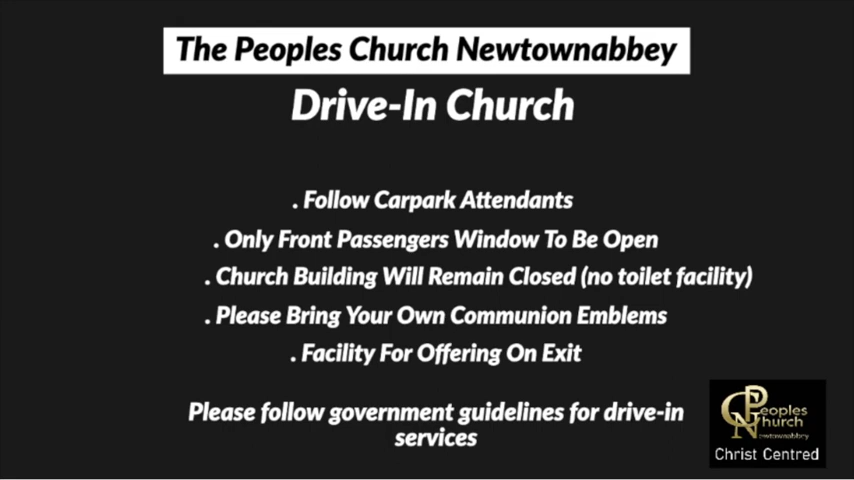 The Peoples Church Newtownabbey
Drive-In Church
. Follow Carpark Attendants
. Only Front Passengers Window To Be Open
. Church Building Will Remain Closed (no toilet facility)
. Please Bring Your Own Communion Emblems
. Facility For Offering On Exit
Please follow government guidelines for drive-in
services
Peoples
Church
Newtownabbey
Christ Centred